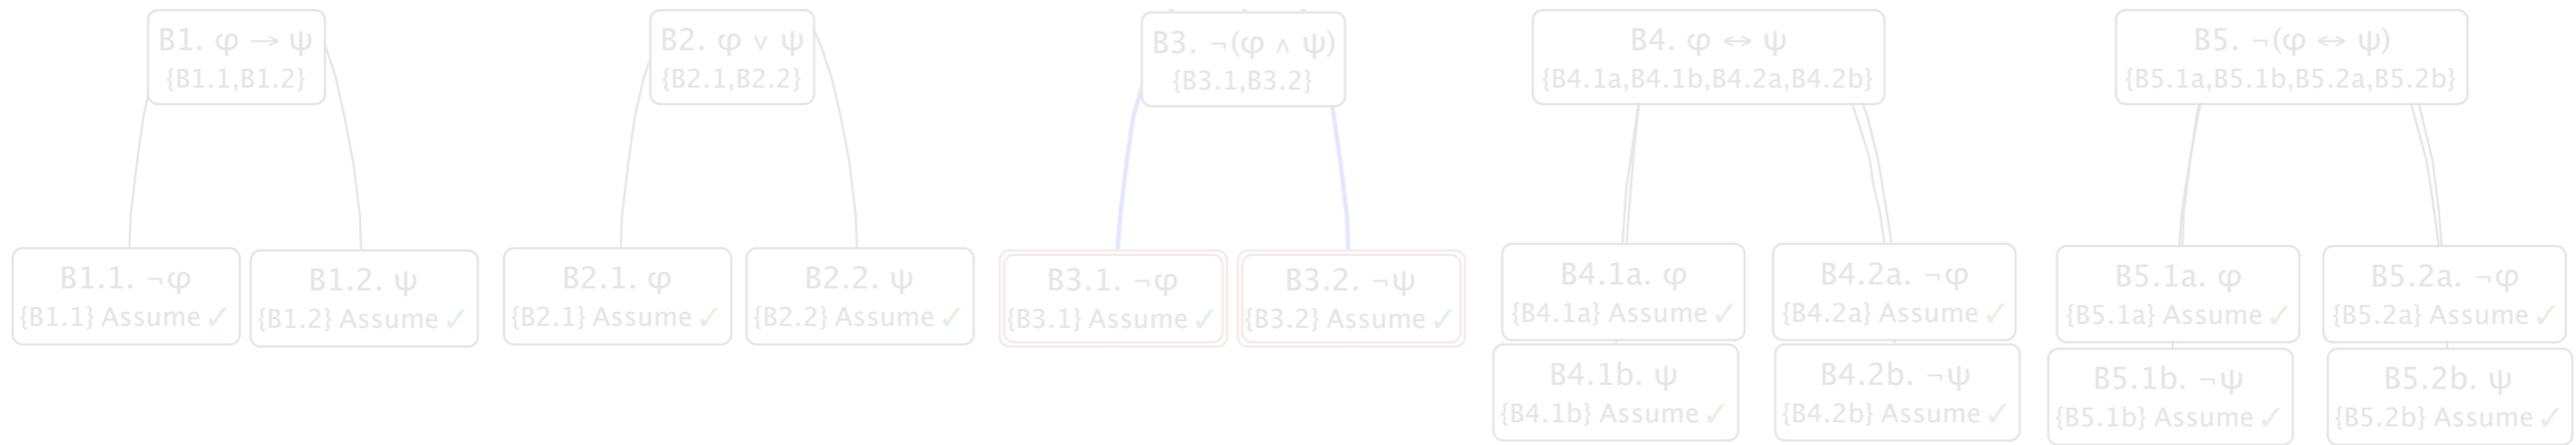 B1. φ → ψ
{B1.1,B1.2}
B2. φ ∨ ψ
{B2.1,B2.2}
B3. ¬(φ ∧ ψ)
{B3.1,B3.2}
B4. φ ↔ ψ
{B4.1a,B4.1b,B4.2a,B4.2b}
B5. ¬(φ ↔ ψ)
{B5.1a,B5.1b,B5.2a,B5.2b}
B1.1. ¬φ
{B1.1} Assume ✓
B1.2. ψ
{B1.2} Assume ✓
B2.1. φ
{B2.1} Assume ✓
B2.2. ψ
{B2.2} Assume ✓
B3.1. ¬φ
{B3.1} Assume ✓
B3.2. ¬ψ
{B3.2} Assume ✓
B4.1a. φ
{B4.1a} Assume ✓
B4.2a. ¬φ
{B4.2a} Assume ✓
B5.1a. φ
{B5.1a} Assume ✓
B5.2a. ¬φ
{B5.2a} Assume ✓
B4.1b. ψ
{B4.1b} Assume ✓
B4.2b. ¬ψ
{B4.2b} Assume ✓
B5.1b. ¬ψ
{B5.1b} Assume ✓
B5.2b. ψ
{B5.2b} Assume ✓